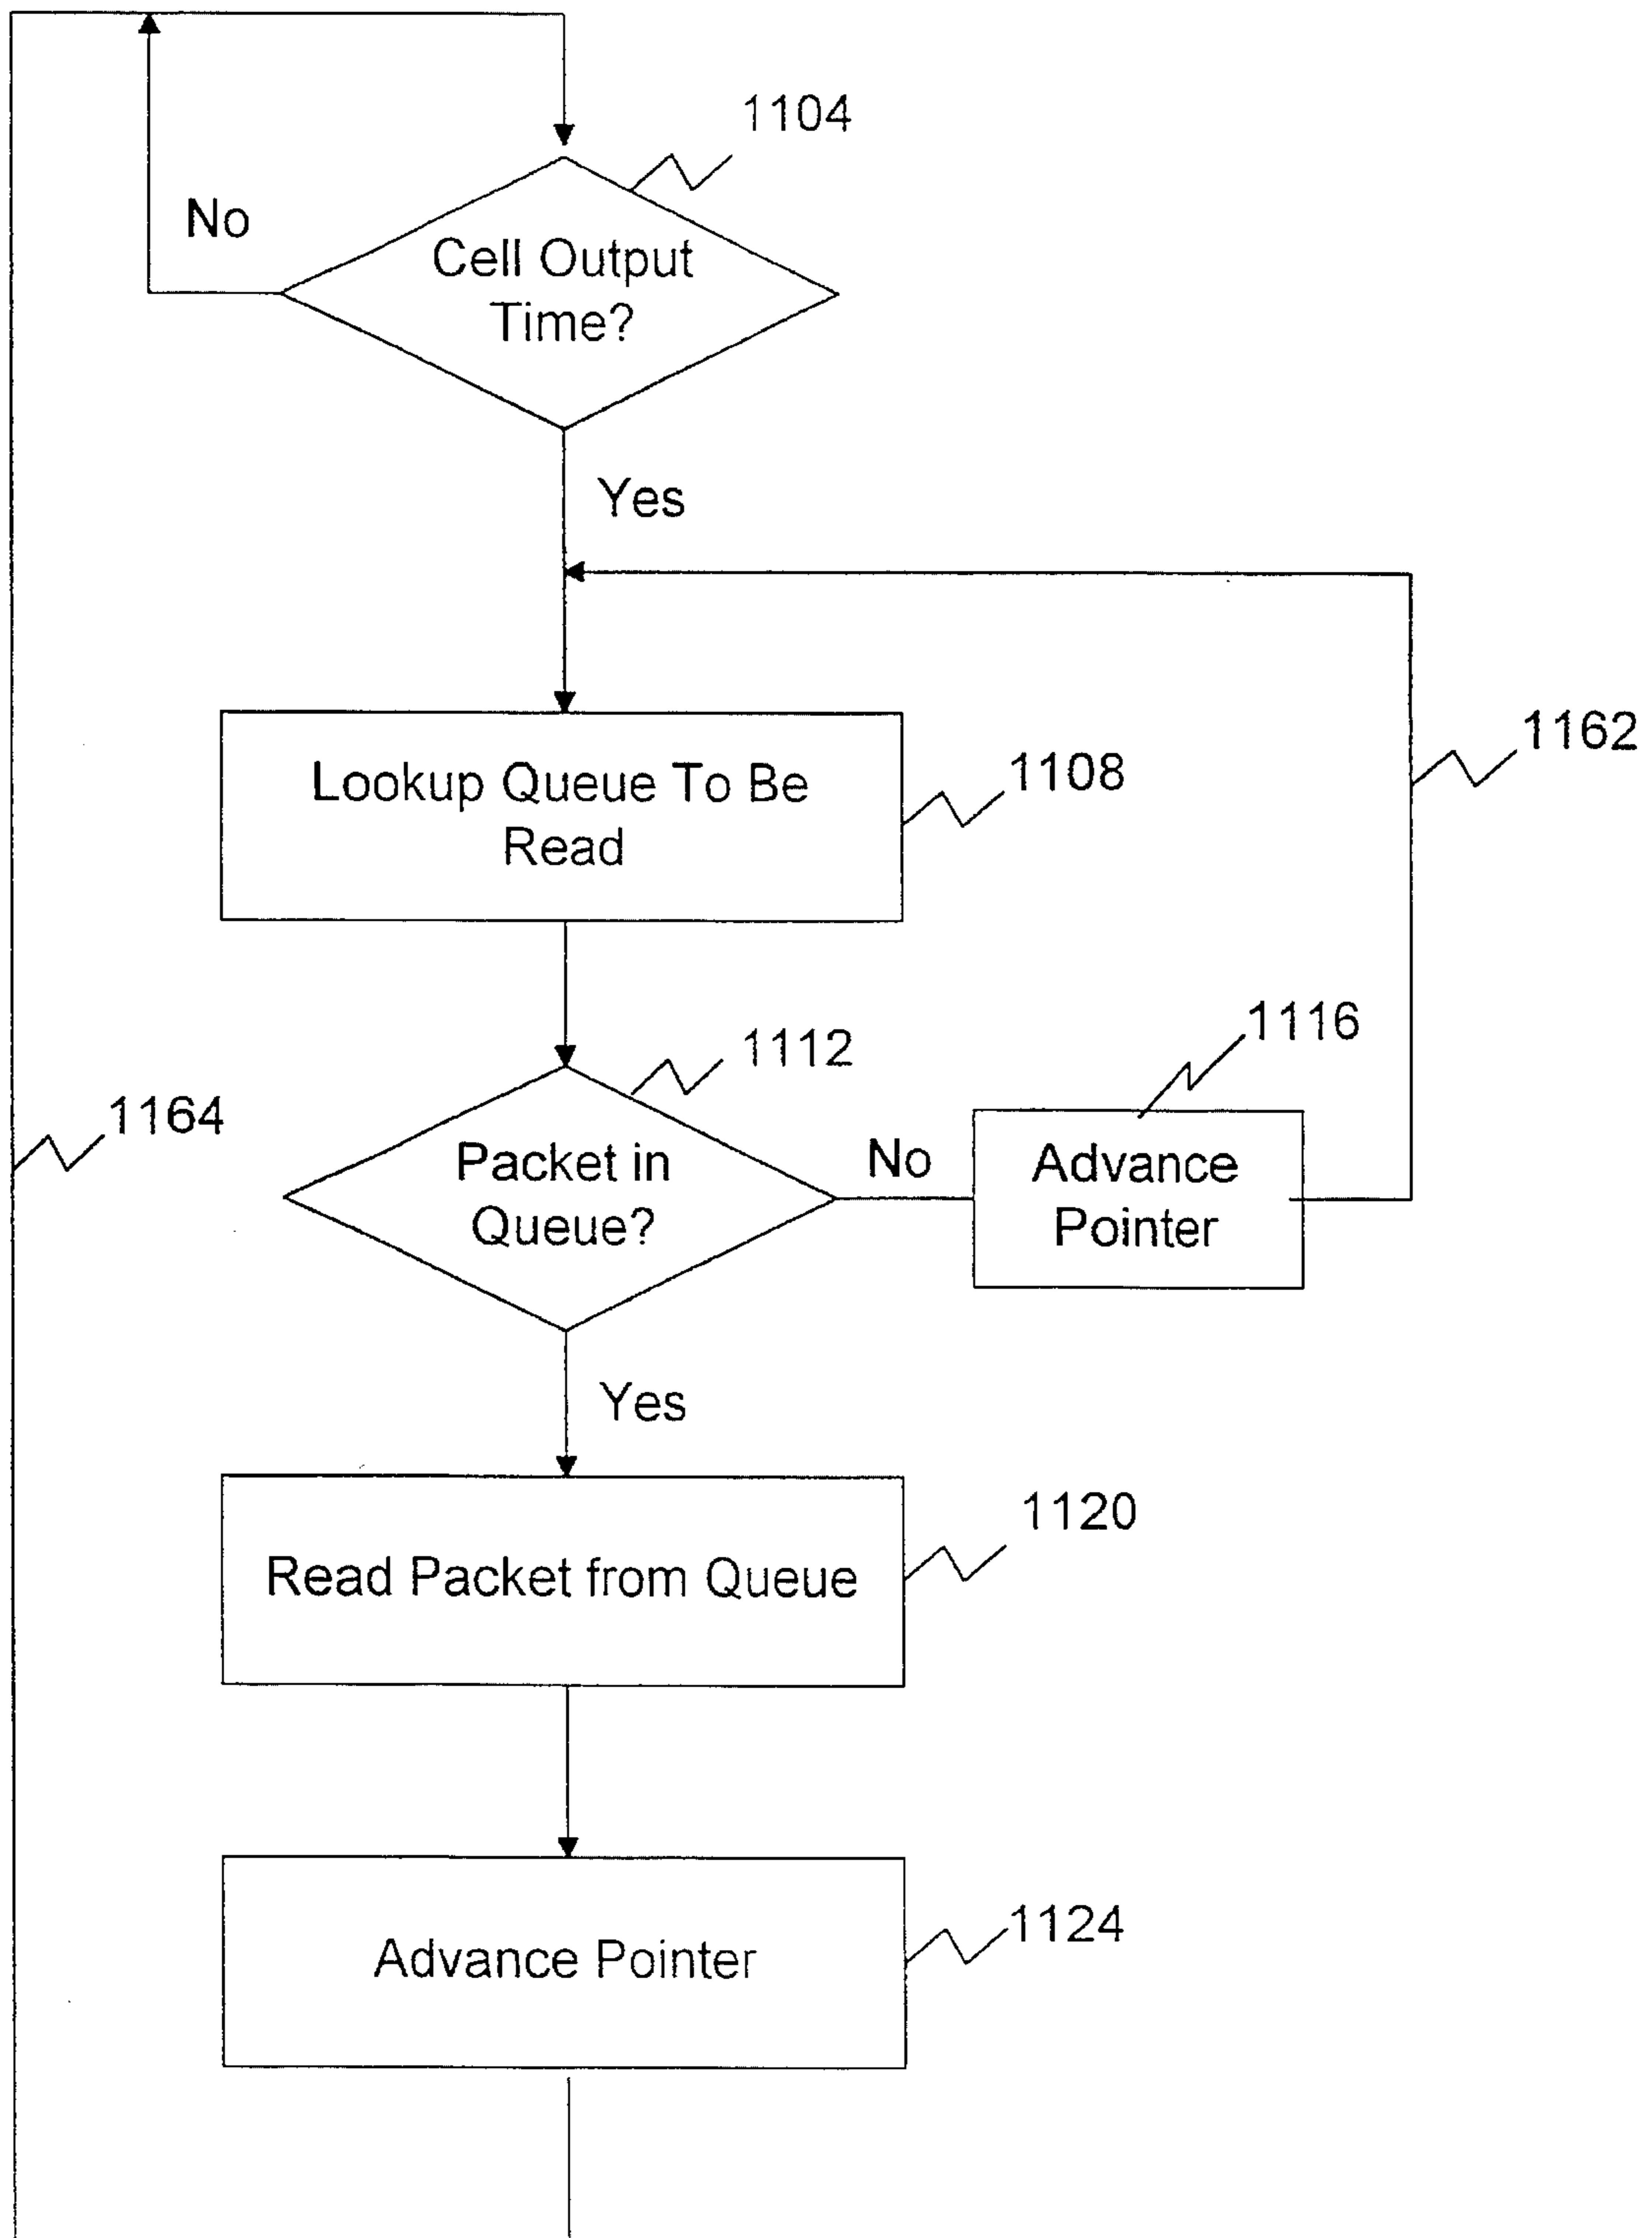 1104
No
Cell Output
Time?
Yes
1162
Lookup Queue To Be
Read
1108
1116
1112
1164
Packet in
Queue?
No
Advance
Pointer
Yes
1120
Read Packet from Queue
1124
Advance Pointer